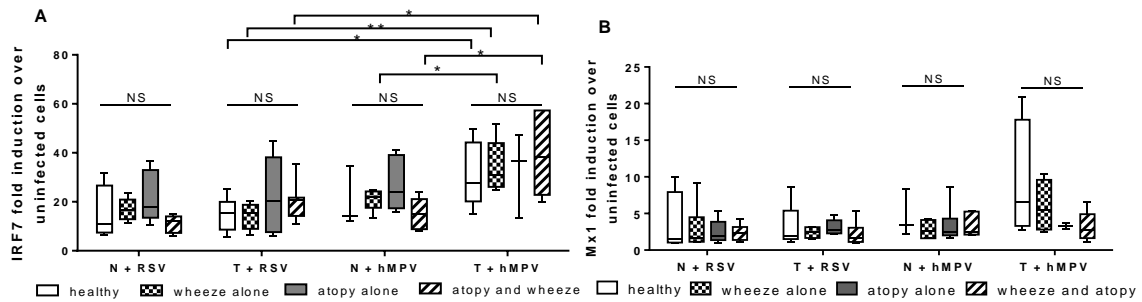 A
IRF7 fold induction over
uninfected cells
80
60
40
20
0
*
**
*
*
*
NS
NS
NS
NS
N + RSV
T + RSV
N + hMPV
T + hMPV
healthy
wheeze alone
atopy alone
atopy and wheeze
B
Mx1 fold induction over
uninfected cells
25
20
15
10
5
0
NS
NS
NS
NS
N + RSV
T + RSV
N + hMPV
T + hMPV
healthy
wheeze alone
atopy alone
wheeze and atopy